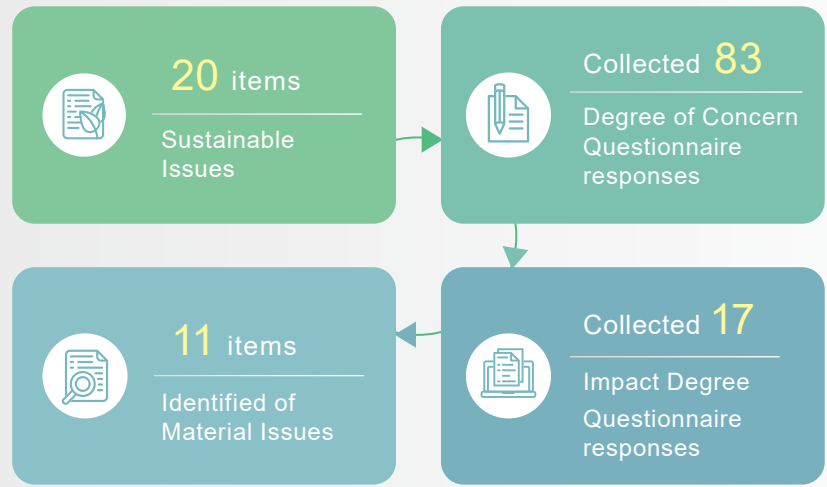 20 items
Sustainable
Issues
Collected 83
Degree of Concern
Questionnaire
responses
Collected 17
Impact Degree
Questionnaire
responses
11 items
Identified of
Material Issues